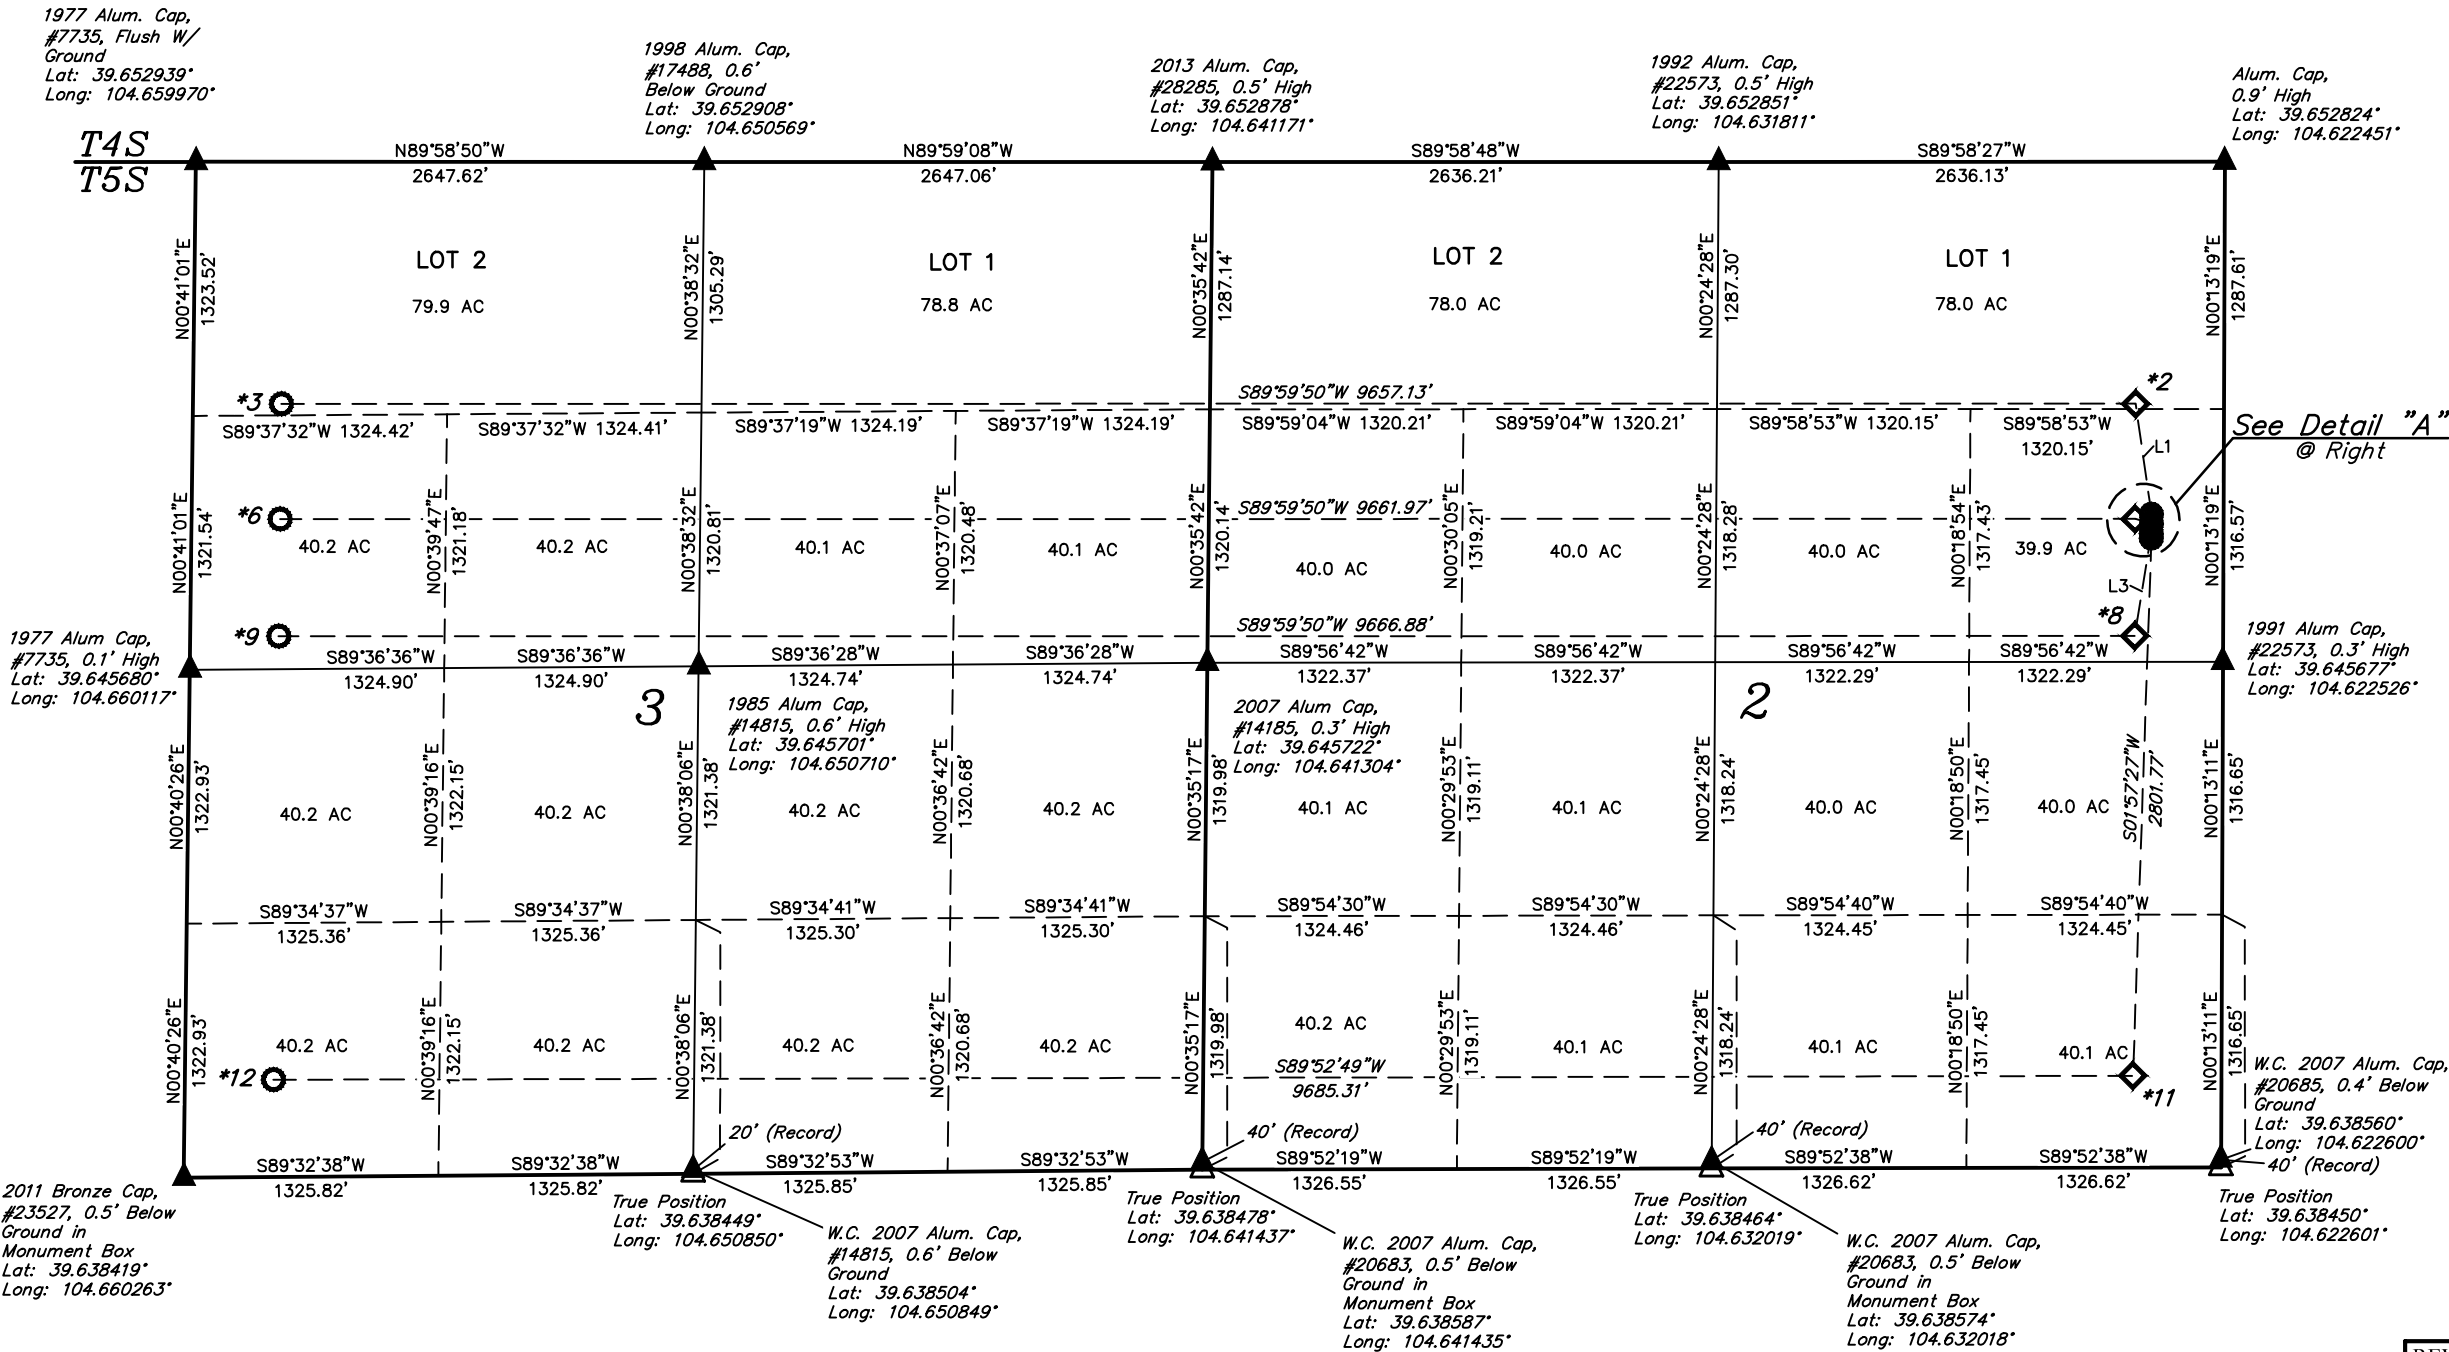 1977 Alum. Cap,
#7735, Flush W/
Ground
Lat: 39.652939°
Long: 104.659970°
1998 Alum. Cap,
#17488, 0.6'
Below Ground
Lat: 39.652908°
Long: 104.650569°
2013 Alum. Cap,
#28285, 0.5' High
Lat: 39.652878°
Long: 104.641171°
1992 Alum. Cap,
#22573, 0.5' High
Lat: 39.652851°
Long: 104.631811°
Alum. Cap,
0.9' High
Lat: 39.652824°
Long: 104.622451°
T4S
T5S
N89°58'50"W
2647.62'
N89°59'08"W
2647.06'
S89°58'48"W
2636.21'
S89°58'27"W
2636.13'
N00°41'01"E
1323.52'
LOT 2
79.9 AC
N00°38'32"E
1305.29'
LOT 1
78.8 AC
N00°35'42"E
1287.14'
LOT 2
78.0 AC
N00°24'28"E
1287.30'
LOT 1
78.0 AC
N00°13'19"E
1287.61'
*3
S89°59'50"W 9657.13'
*2
S89°37'32"W 1324.42'
S89°37'32"W 1324.41'
S89°37'19"W 1324.19'
S89°37'19"W 1324.19'
S89°59'04"W 1320.21'
S89°59'04"W 1320.21'
S89°58'53"W 1320.15'
S89°58'53"W
1320.15'
L1
See Detail "A"
@ Right
*6
S89°59'50"W 9661.97'
N00°41'01"E
1321.54'
40.2 AC
N00°39'47"E
1321.18'
40.2 AC
N00°38'32"E
1320.81'
40.1 AC
N00°37'07"E
1320.48'
40.1 AC
N00°35'42"E
1320.14'
40.0 AC
N00°30'05"E
1319.21'
40.0 AC
N00°24'28"E
1318.28'
40.0 AC
N00°18'54"E
1317.43'
39.9 AC
N00°13'19"E
1316.57'
L3
*9
S89°59'50"W 9666.88'
*8
1977 Alum Cap,
#7735, 0.1' High
Lat: 39.645680°
Long: 104.660117°
S89°36'36"W
1324.90'
S89°36'36"W
1324.90'
S89°36'28"W
1324.74'
S89°36'28"W
1324.74'
S89°56'42"W
1322.37'
S89°56'42"W
1322.37'
S89°56'42"W
1322.29'
S89°56'42"W
1322.29'
1991 Alum Cap,
#22573, 0.3' High
Lat: 39.645677°
Long: 104.622526°
3
1985 Alum Cap,
#14815, 0.6' High
Lat: 39.645701°
Long: 104.650710°
2007 Alum Cap,
#14185, 0.3' High
Lat: 39.645722°
Long: 104.641304°
2
N00°40'26"E
1322.93'
40.2 AC
N00°39'16"E
1322.15'
40.2 AC
N00°38'06"E
1321.38'
40.2 AC
N00°36'42"E
1320.68'
40.2 AC
N00°35'17"E
1319.98'
40.1 AC
N00°29'53"E
1319.11'
40.1 AC
N00°24'28"E
1318.24'
40.0 AC
N00°18'50"E
1317.45'
40.0 AC
S01°57'27"W
2801.77'
N00°13'11"E
1316.65'
S89°34'37"W
1325.36'
S89°34'37"W
1325.36'
S89°34'41"W
1325.30'
S89°34'41"W
1325.30'
S89°54'30"W
1324.46'
S89°54'30"W
1324.46'
S89°54'40"W
1324.45'
S89°54'40"W
1324.45'
N00°40'26"E
1322.93'
40.2 AC
N00°39'16"E
1322.15'
40.2 AC
N00°38'06"E
1321.38'
40.2 AC
N00°36'42"E
1320.68'
40.2 AC
N00°35'17"E
1319.98'
40.2 AC
N00°29'53"E
1319.11'
40.1 AC
N00°24'28"E
1318.24'
40.1 AC
N00°18'50"E
1317.45'
40.1 AC
N00°13'11"E
1316.65'
*12
S89°52'49"W
9685.31'
*11
W.C. 2007 Alum. Cap,
#20685, 0.4' Below
Ground
Lat: 39.638560°
Long: 104.622600°
20' (Record)
40' (Record)
40' (Record)
40' (Record)
S89°32'38"W
1325.82'
S89°32'38"W
1325.82'
S89°32'53"W
1325.85'
S89°32'53"W
1325.85'
S89°52'19"W
1326.55'
S89°52'19"W
1326.55'
S89°52'38"W
1326.62'
S89°52'38"W
1326.62'
2011 Bronze Cap,
#23527, 0.5' Below
Ground in
Monument Box
Lat: 39.638419°
Long: 104.660263°
True Position
Lat: 39.638449°
Long: 104.650850°
W.C. 2007 Alum. Cap,
#14815, 0.6' Below
Ground
Lat: 39.638504°
Long: 104.650849°
True Position
Lat: 39.638478°
Long: 104.641437°
W.C. 2007 Alum. Cap,
#20683, 0.5' Below
Ground in
Monument Box
Lat: 39.638587°
Long: 104.641435°
True Position
Lat: 39.638464°
Long: 104.632019°
W.C. 2007 Alum. Cap,
#20683, 0.5' Below
Ground in
Monument Box
Lat: 39.638574°
Long: 104.632018°
True Position
Lat: 39.638450°
Long: 104.622601°